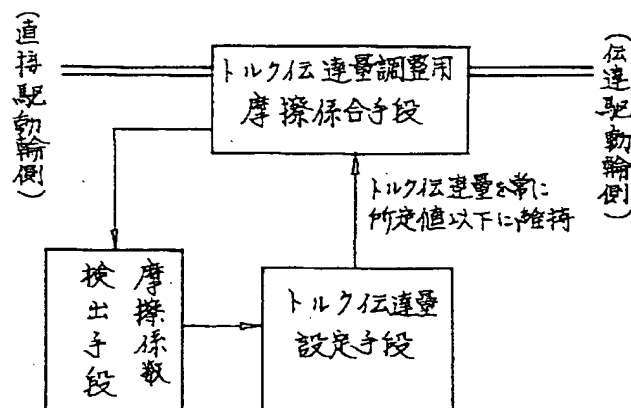 (直接駆動輪側)
トルク伝達量調整用
摩擦係合手段
(伝達駆動輪側)
トルク伝達量を常に
所定値以下に維持
摩擦係数
検出手段
トルク伝達量
設定手段